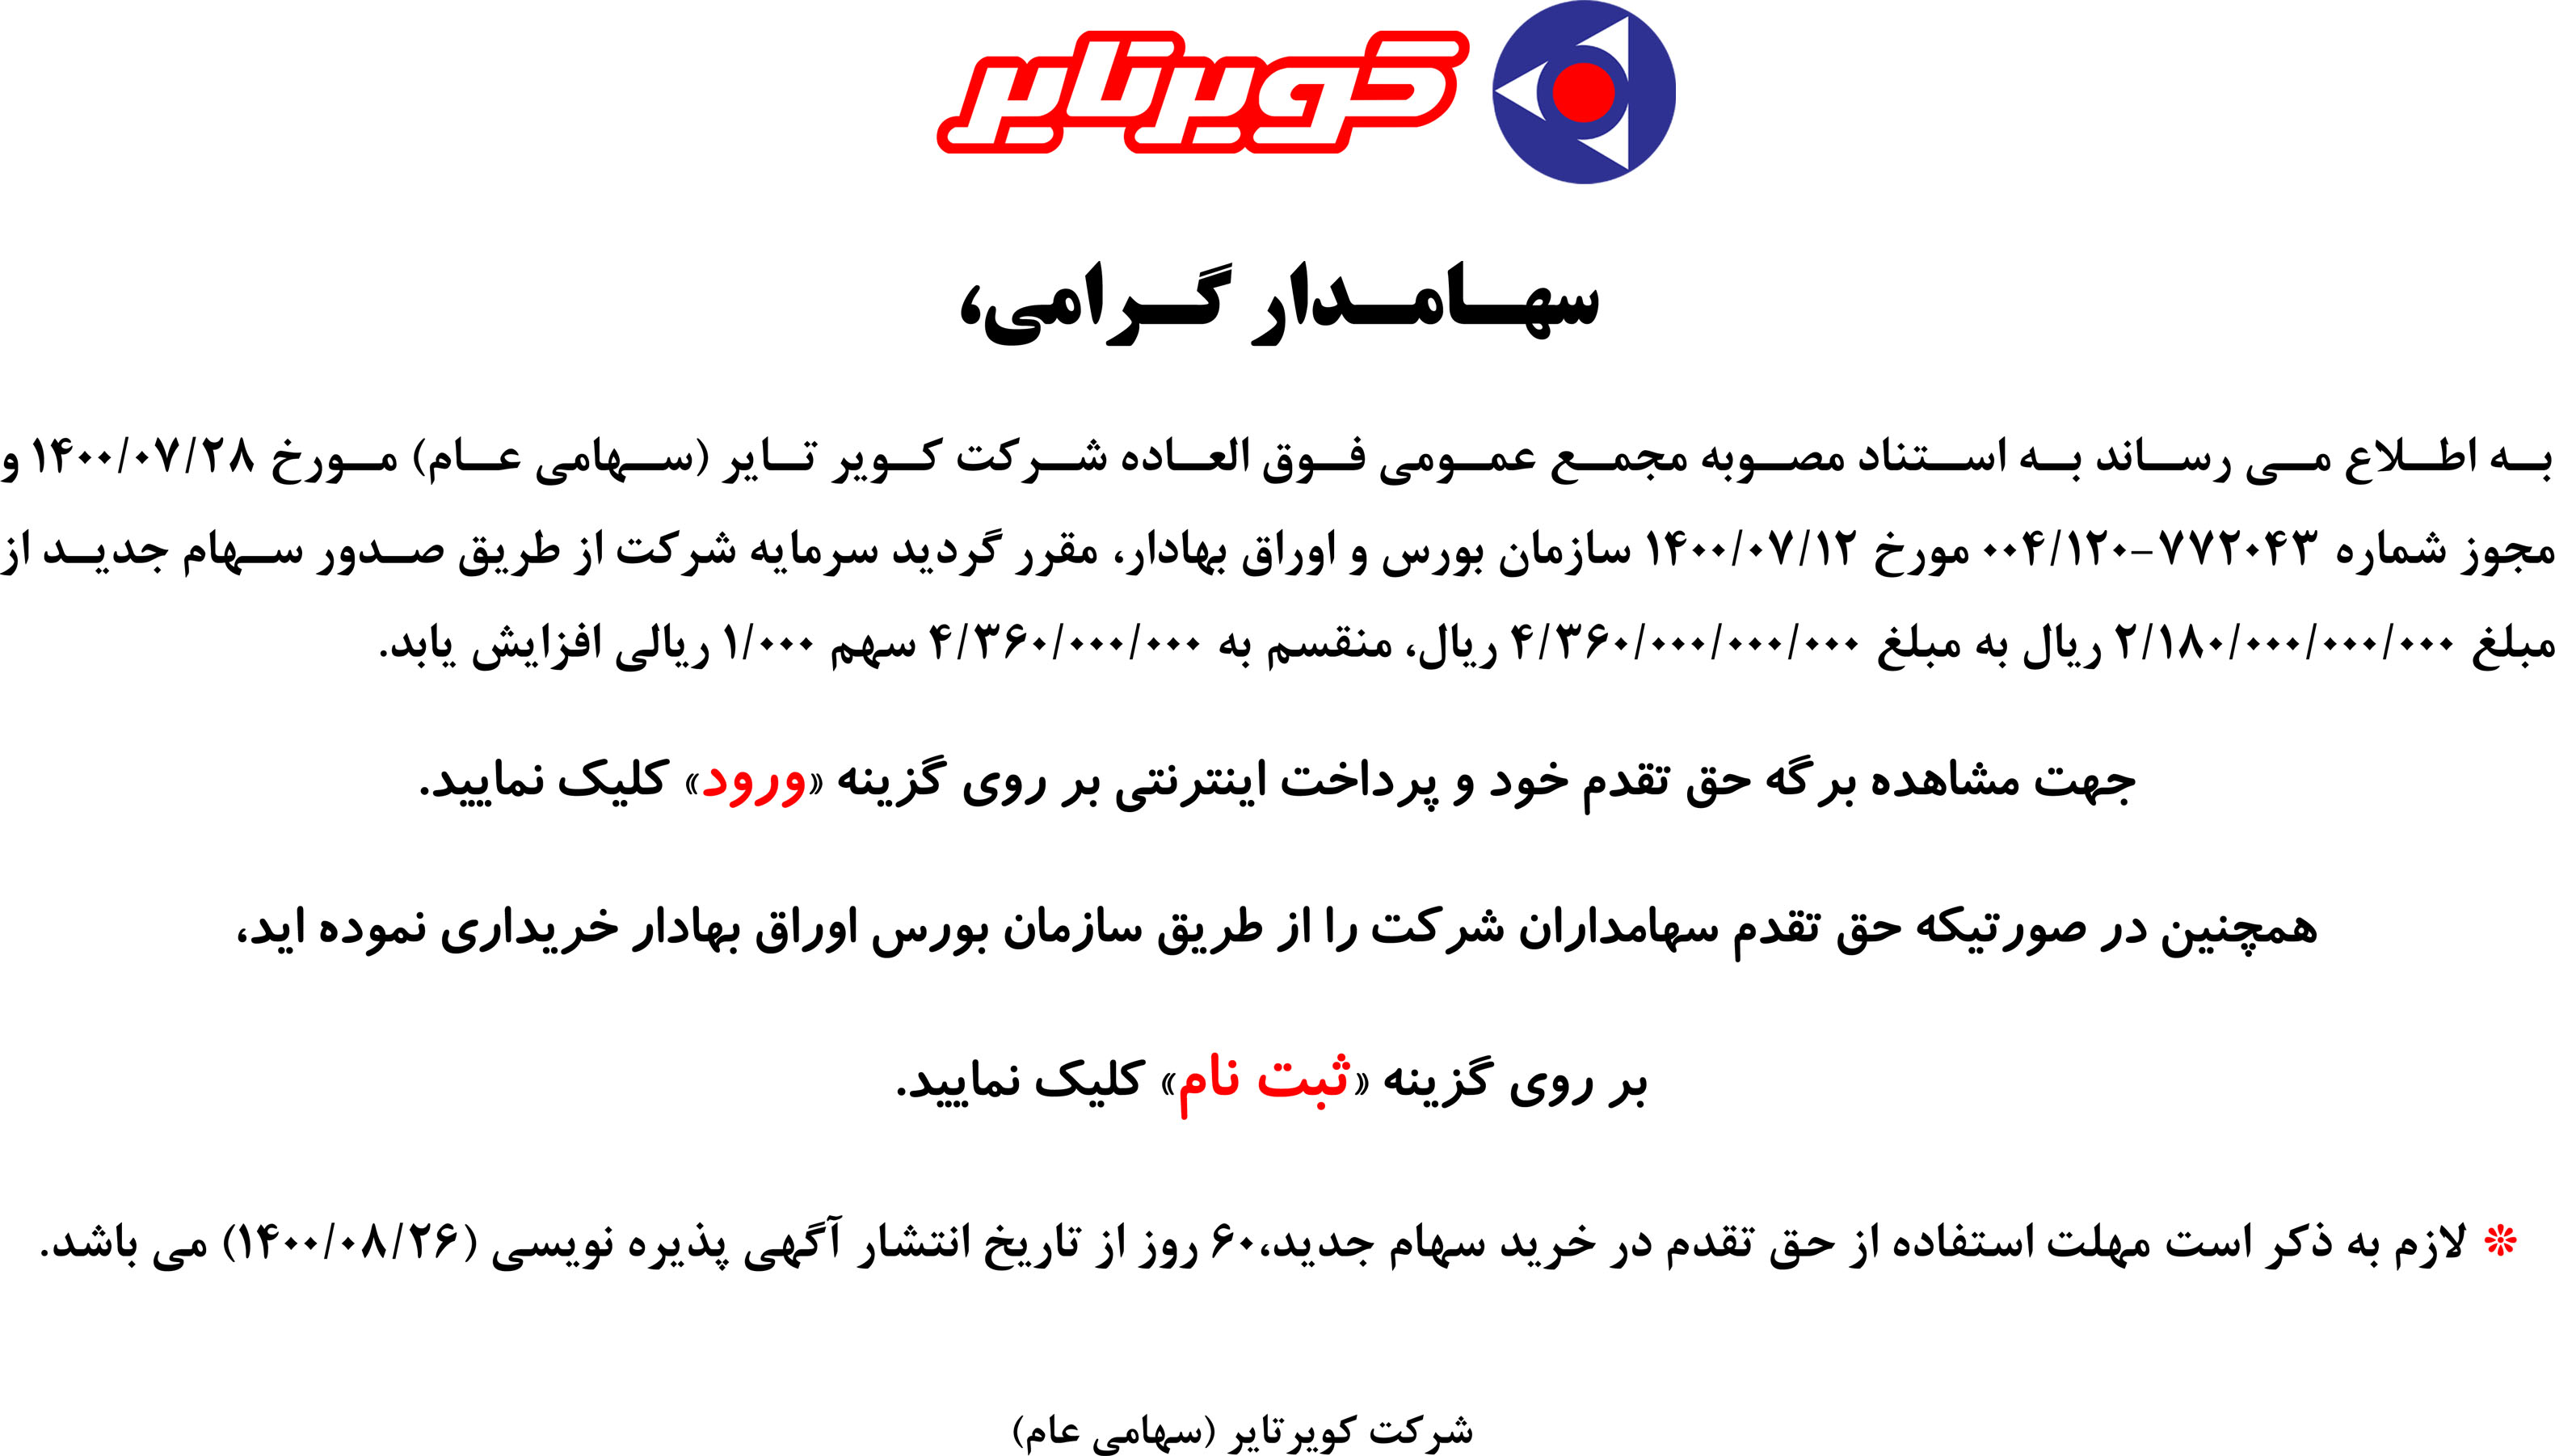 کویرتایر
سهامدار گرامی،
به اطلاع می رساند به استناد مصوبه مجمع عمومی فوق العاده شرکت کویر تایر (سهامی عام) مورخ ۱۴۰۰/۰۷/۲۸ و
مجوز شماره ۷۷۲۰۴۳-۰۰۴/۱۲۰ مورخ ۱۴۰۰/۰۷/۱۲ سازمان بورس و اوراق بهادار، مقرر گردید سرمایه شرکت از طریق صدور سهام جدید از
مبلغ ۲/۱۸۰/۰۰۰/۰۰۰/۰۰۰ ریال به مبلغ ۴/۳۶۰/۰۰۰/۰۰۰/۰۰۰ ریال، منقسم به ۴/۳۶۰/۰۰۰/۰۰۰ سهم ۱/۰۰۰ ریالی افزایش یابد.
جهت مشاهده برگه حق تقدم خود و پرداخت اینترنتی بر روی گزینه «ورود» کلیک نمایید.
همچنین در صورتیکه حق تقدم سهامداران شرکت را از طریق سازمان بورس اوراق بهادار خریداری نموده اید،
بر روی گزینه «ثبت نام» کلیک نمایید.
* لازم به ذکر است مهلت استفاده از حق تقدم در خرید سهام جدید،۶۰ روز از تاریخ انتشار آگهی پذیره نویسی (۱۴۰۰/۰۸/۲۶) می باشد.
شرکت کویرتایر (سهامی عام)